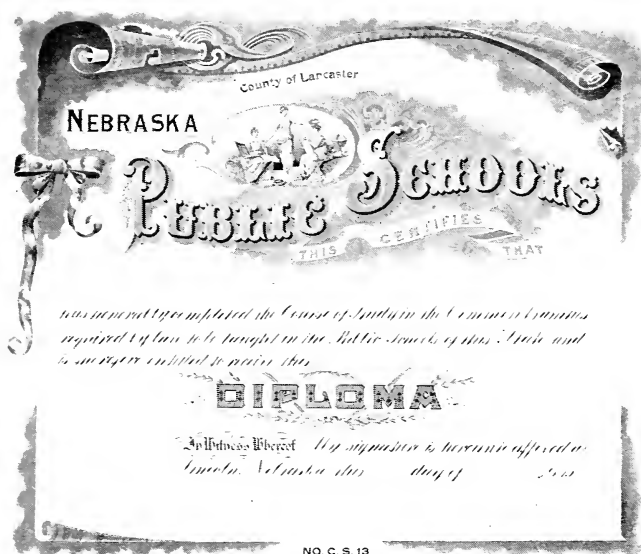 County of Lancaster
NEBRASKA
PUBLIC SCHOOLS
THIS CERTIFIES THAT
has honorably completed the Course of Study in the Common branches
required by law to be taught in the Public Schools of this State and
is therefore entitled to receive this
DIPLOMA
In Witness Whereof My signature is hereunto affixed at
Lincoln, Nebraska this day of
NO. C. S. 13